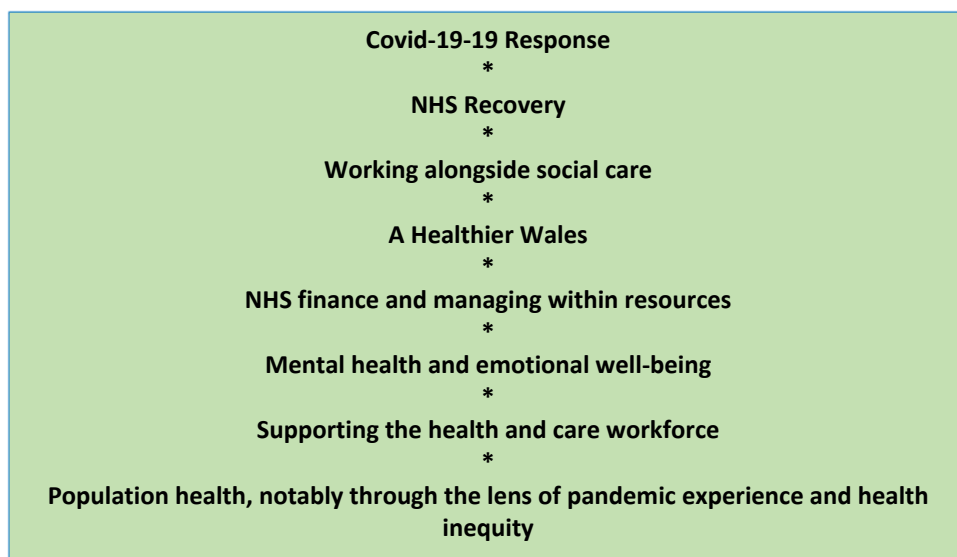 Covid-19-19 Response
*
NHS Recovery
*
Working alongside social care
*
A Healthier Wales
*
NHS finance and managing within resources
*
Mental health and emotional well-being
*
Supporting the health and care workforce
*
Population health, notably through the lens of pandemic experience and health
inequity